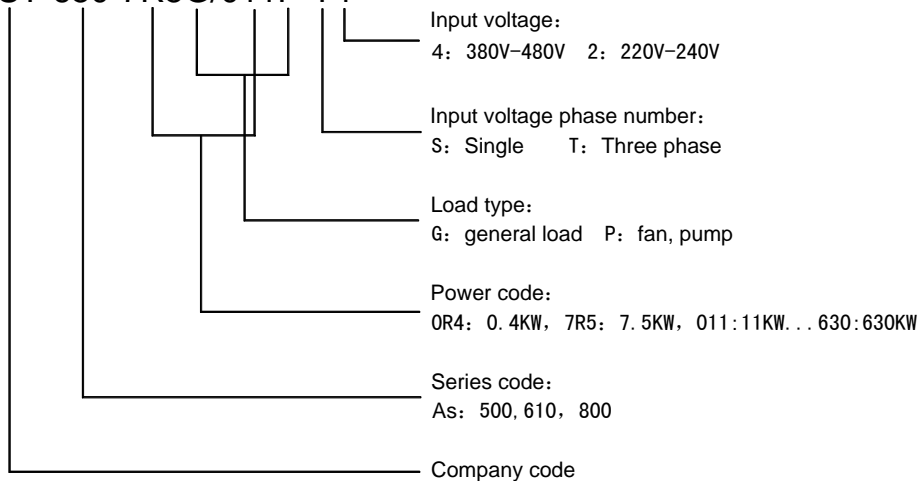 Input voltage：
4：380V-480V 2：220V-240V
Input voltage phase number：
S：Single T：Three phase
Load type：
G：general load P：fan, pump
Power code：
0R4：0.4KW，7R5：7.5KW，011:11KW...630:630KW
Series code：
As：500,610，800
Company code